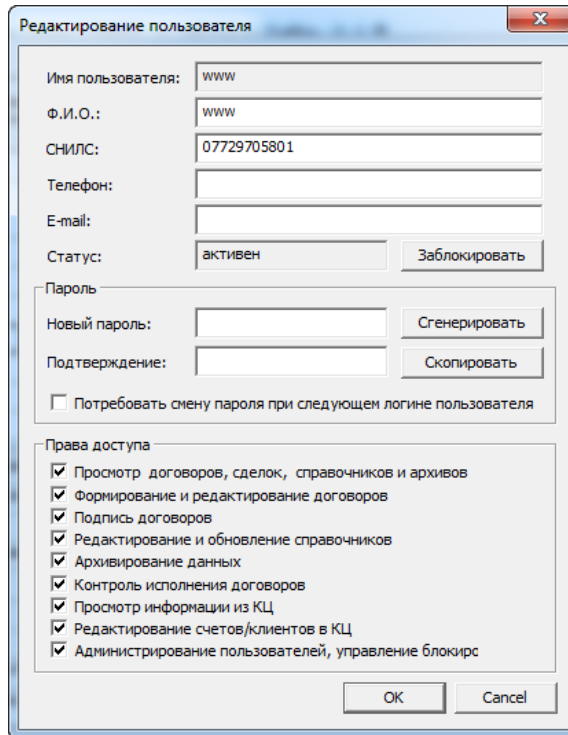 Редактирование пользователя
Имя пользователя: www
Ф.И.О.: www
СНИЛС: 07729705801
Телефон:
E-mail:
Статус: активен Заблокировать
Пароль
Новый пароль: Сгенерировать
Подтверждение: Скопировать
Потребовать смену пароля при следующем логине пользователя
Права доступа
Просмотр договоров, сделок, справочников и архивов
Формирование и редактирование договоров
Подпись договоров
Редактирование и обновление справочников
Архивирование данных
Контроль исполнения договоров
Просмотр информации из КЦ
Редактирование счетов/клиентов в КЦ
Администрирование пользователей, управление блокирс
OK Cancel